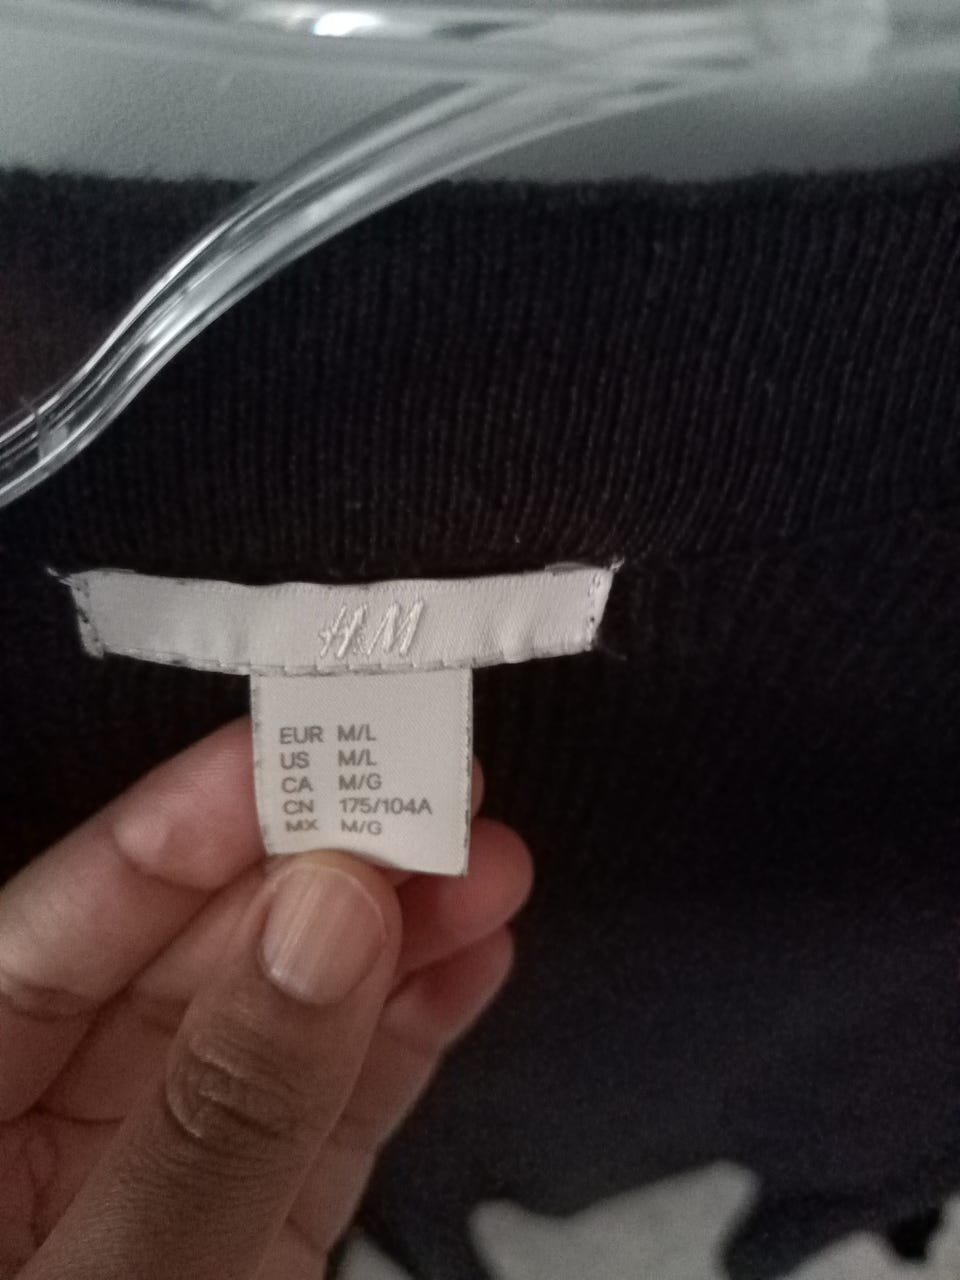 H&M
EUR M/L
US M/L
CA M/G
CN 175/104A
MX M/G